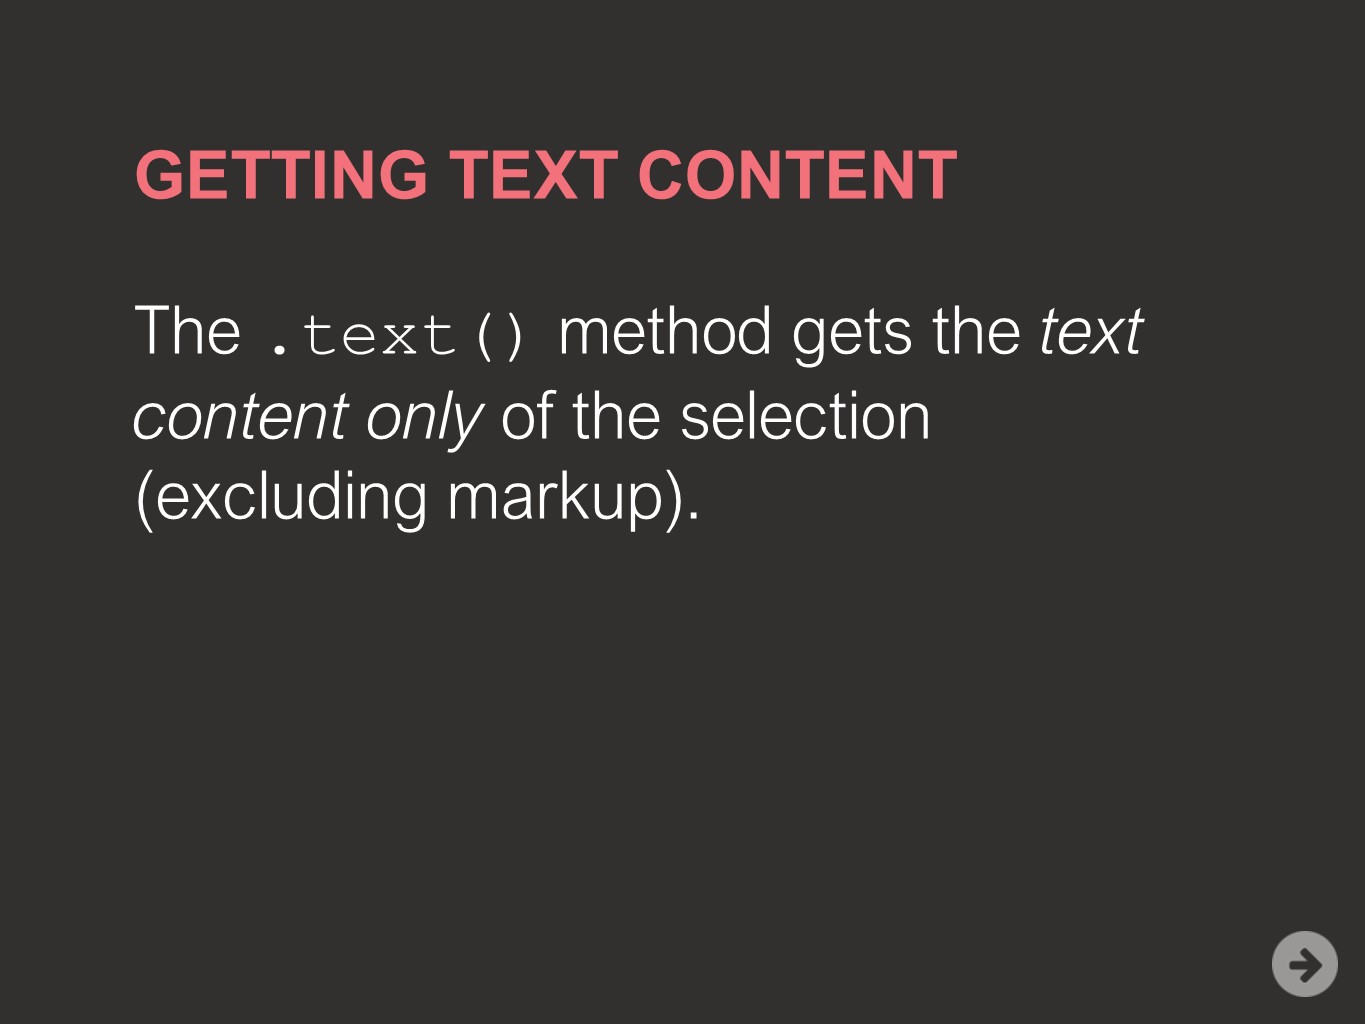 GETTING TEXT CONTENT
The .text() method gets the text
content only of the selection
(excluding markup).